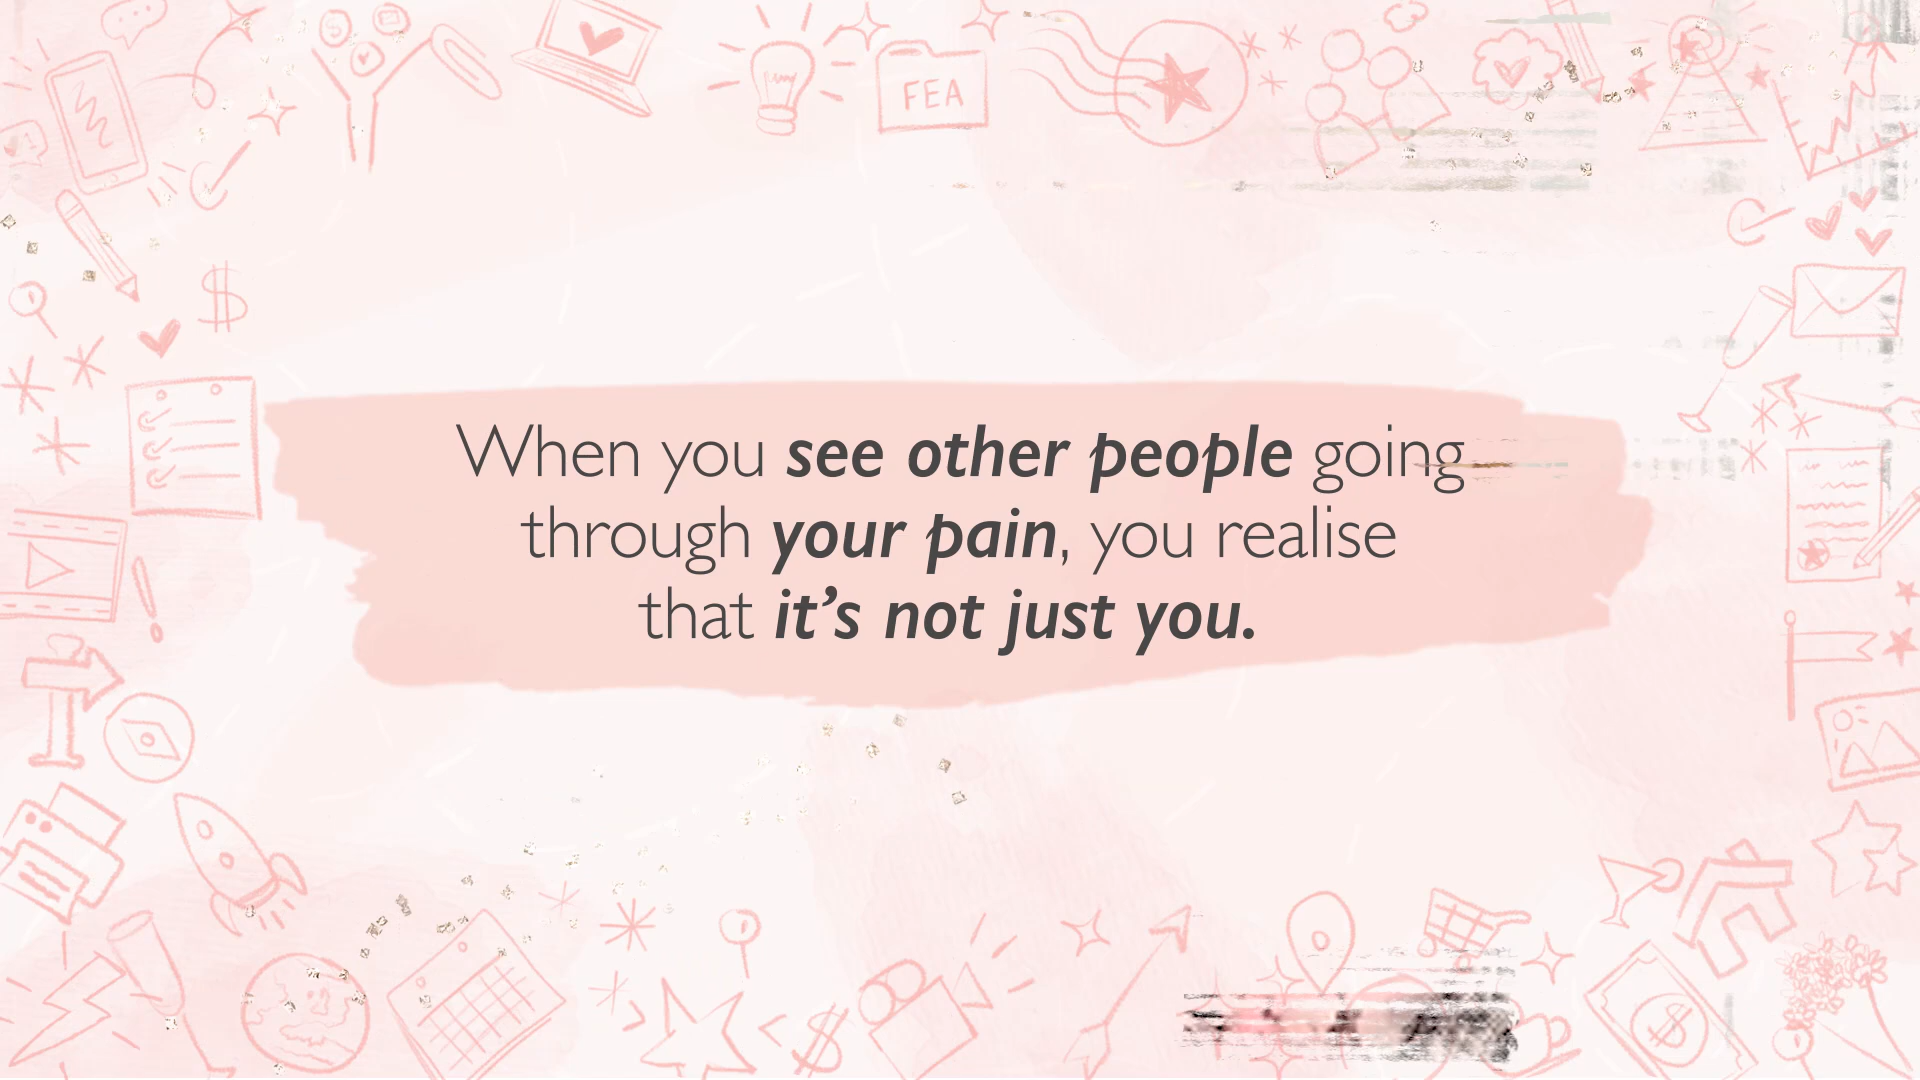 FEA
When you see other people going
through your pain, you realise
that it’s not just you.